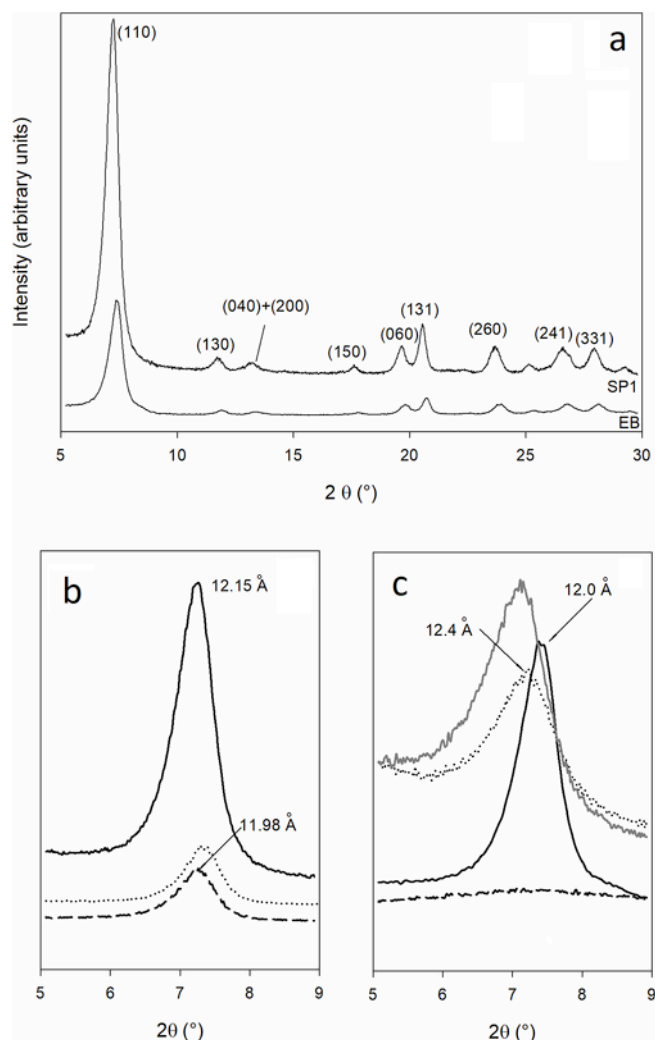 a
(110)
Intensity (arbitrary units)
(040)+(200)
(131)
(130)
(150)
(060)
(260)
(241)
(331)
SP1
EB
5
10
15
20
25
30
2 θ (°)
b
12.15 Å
11.98 Å
5
6
7
8
9
2θ (°)
c
12.0 Å
12.4 Å
5
6
7
8
9
2θ (°)